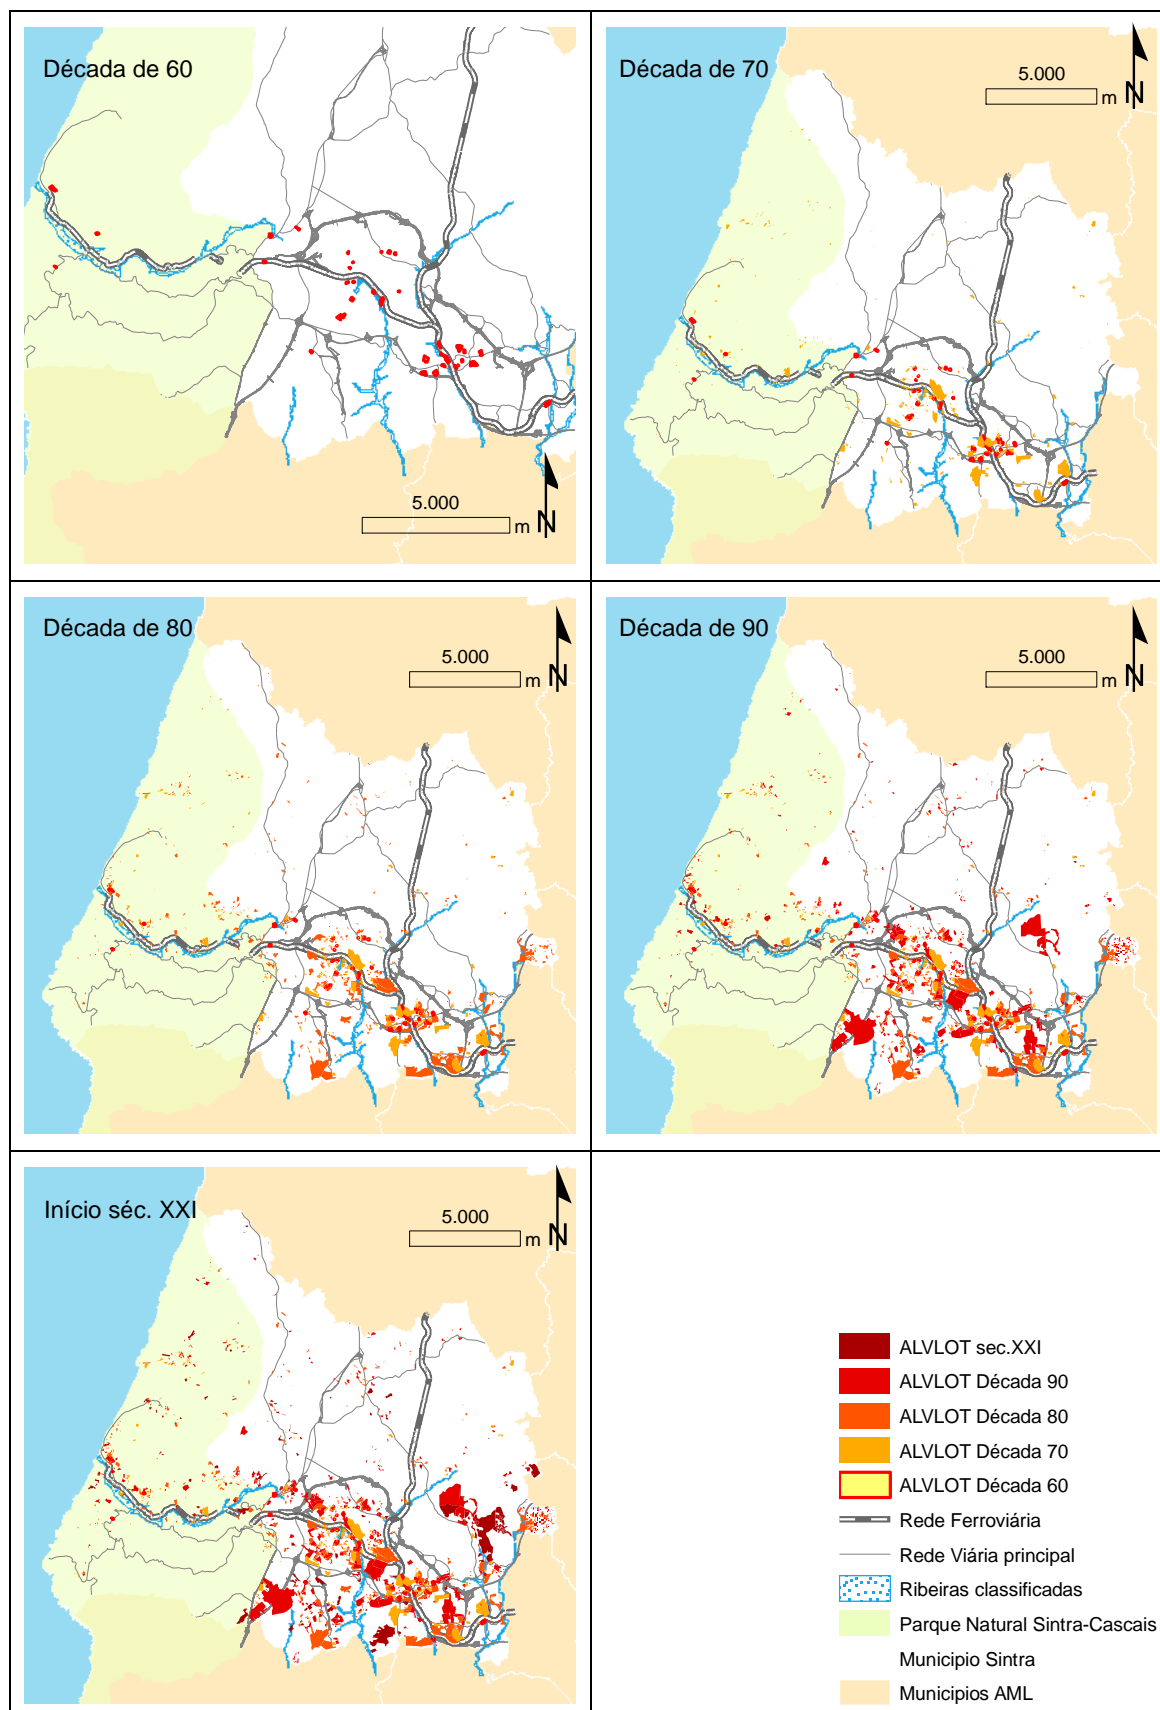 Década de 60
5.000
m N
Década de 70
5.000
m N
Década de 80
5.000
m N
Década de 90
5.000
m N
Início séc. XXI
5.000
m N
ALVLOT sec.XXI
ALVLOT Década 90
ALVLOT Década 80
ALVLOT Década 70
ALVLOT Década 60
Rede Ferroviária
Rede Viária principal
Ribeiras classificadas
Parque Natural Sintra-Cascais
Municipio Sintra
Municipios AML